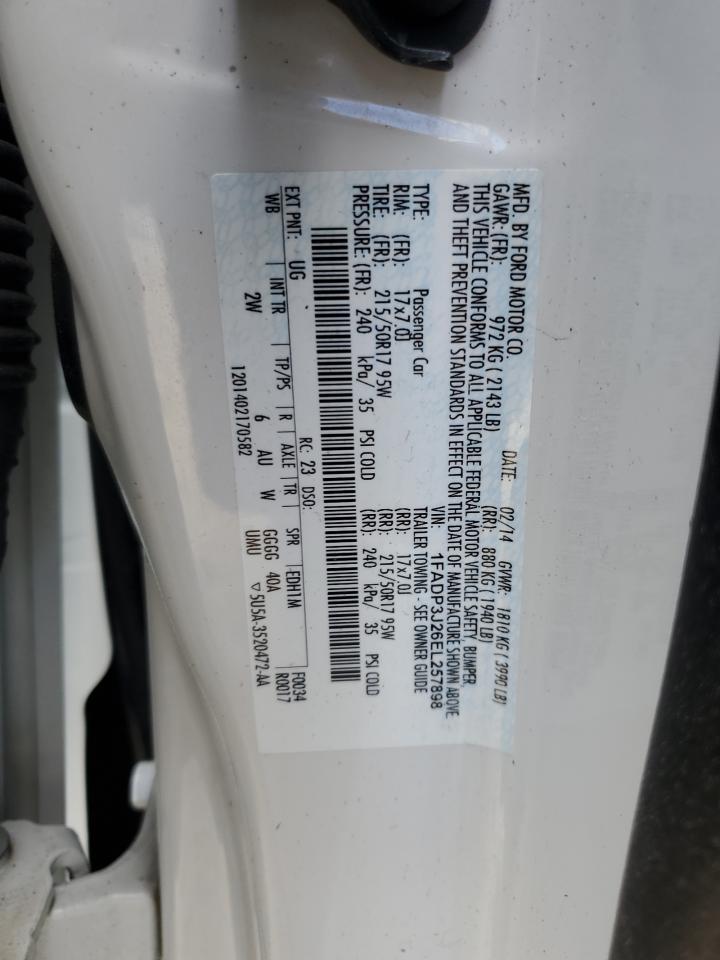 MFD. BY FORD MOTOR CO. DATE: 02/14 GVWR: 1810 KG ( 3990 LB)
GAWR: (FR): 972 KG ( 2143 LB) (RR): 880 KG ( 1940 LB)
THIS VEHICLE CONFORMS TO ALL APPLICABLE FEDERAL MOTOR VEHICLE SAFETY, BUMPER,
AND THEFT PREVENTION STANDARDS IN EFFECT ON THE DATE OF MANUFACTURE SHOWN ABOVE
VIN: 1FADP3J26EL257898
TYPE: Passenger Car TRAILER TOWING - SEE OWNER GUIDE
RIM: (FR): 17x7.0J (RR): 17x7.0J
TIRE: (FR): 215/50R17 95W (RR): 215/50R17 95W
PRESSURE: (FR): 240 kPa/ 35 PSI COLD (RR): 240 kPa/ 35 PSI COLD
EXT PNT: UG RC: 23 DSO: F0034
WB INT TR TP/PS R AXLE TR SPR EDH1M R0017
2W 6 AU W GGGG 40A
UMU
1201402170582 ▽5U5A-3520472-AA